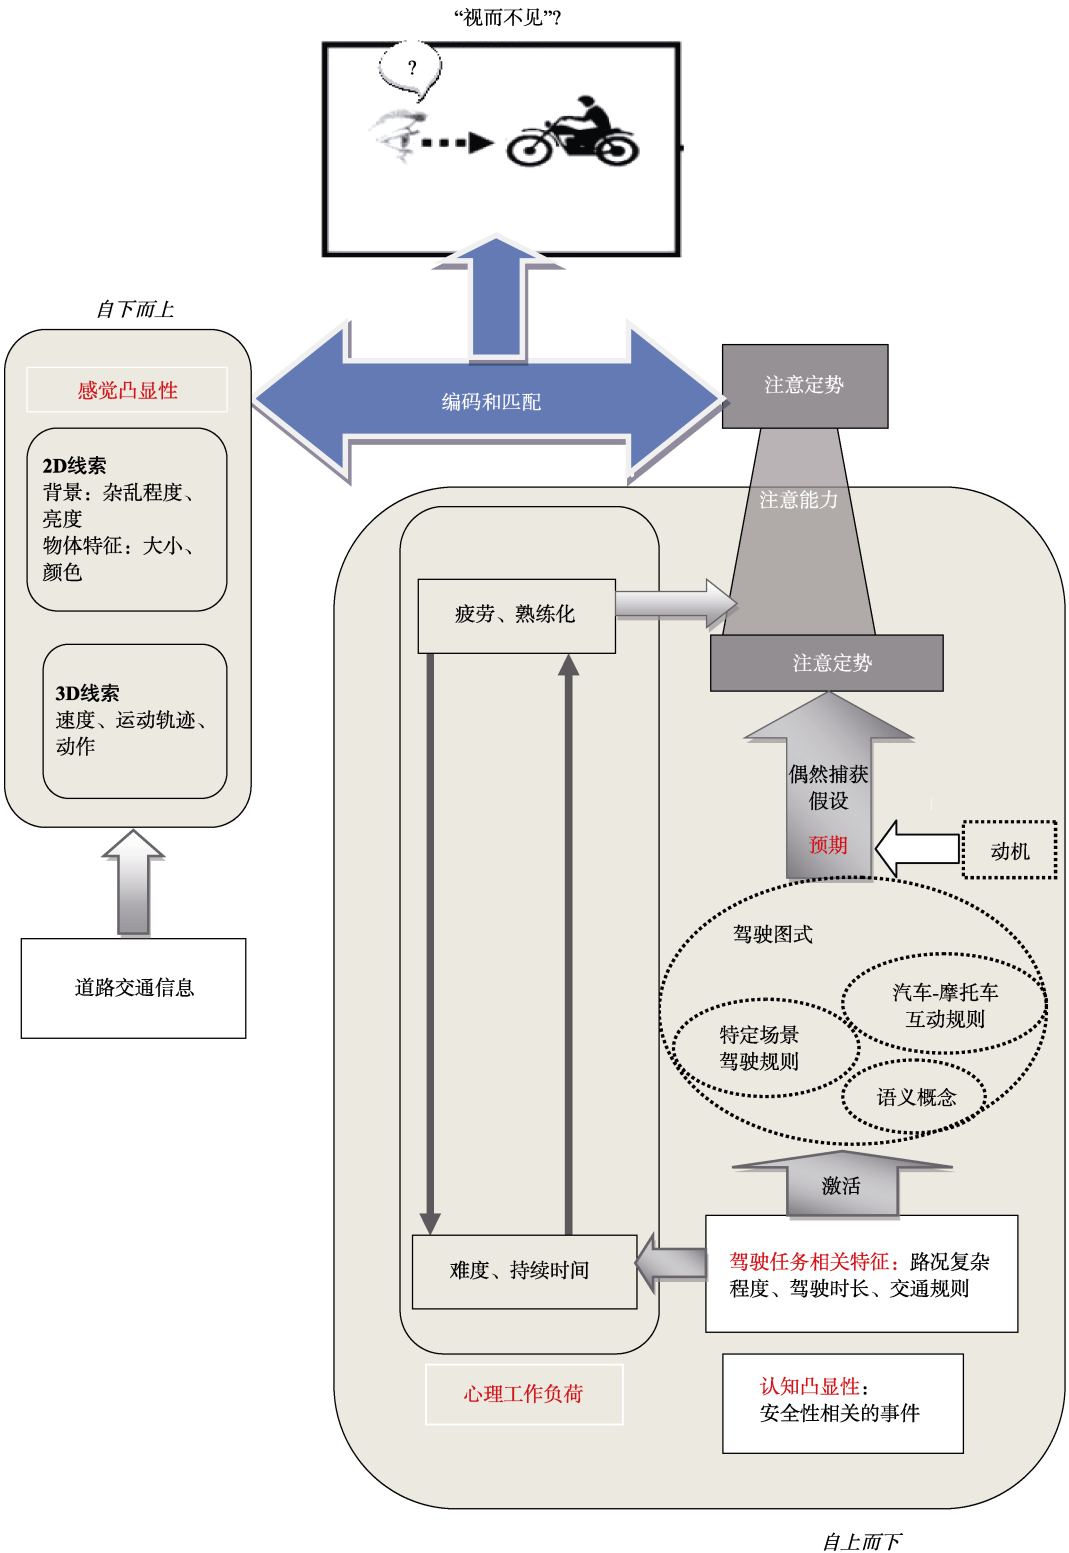 “视而不见”?
?
自下而上
感觉凸显性
2D线索
背景：杂乱程度、
亮度
物体特征：大小、
颜色
3D线索
速度、运动轨迹、
动作
道路交通信息
编码和匹配
注意定势
注意能力
疲劳、熟练化
注意定势
偶然捕获
假设
预期
动机
驾驶图式
汽车-摩托车
互动规则
特定场景
驾驶规则
语义概念
激活
难度、持续时间
驾驶任务相关特征：路况复杂
程度、驾驶时长、交通规则
心理工作负荷
认知凸显性：
安全性相关的事件
自上而下